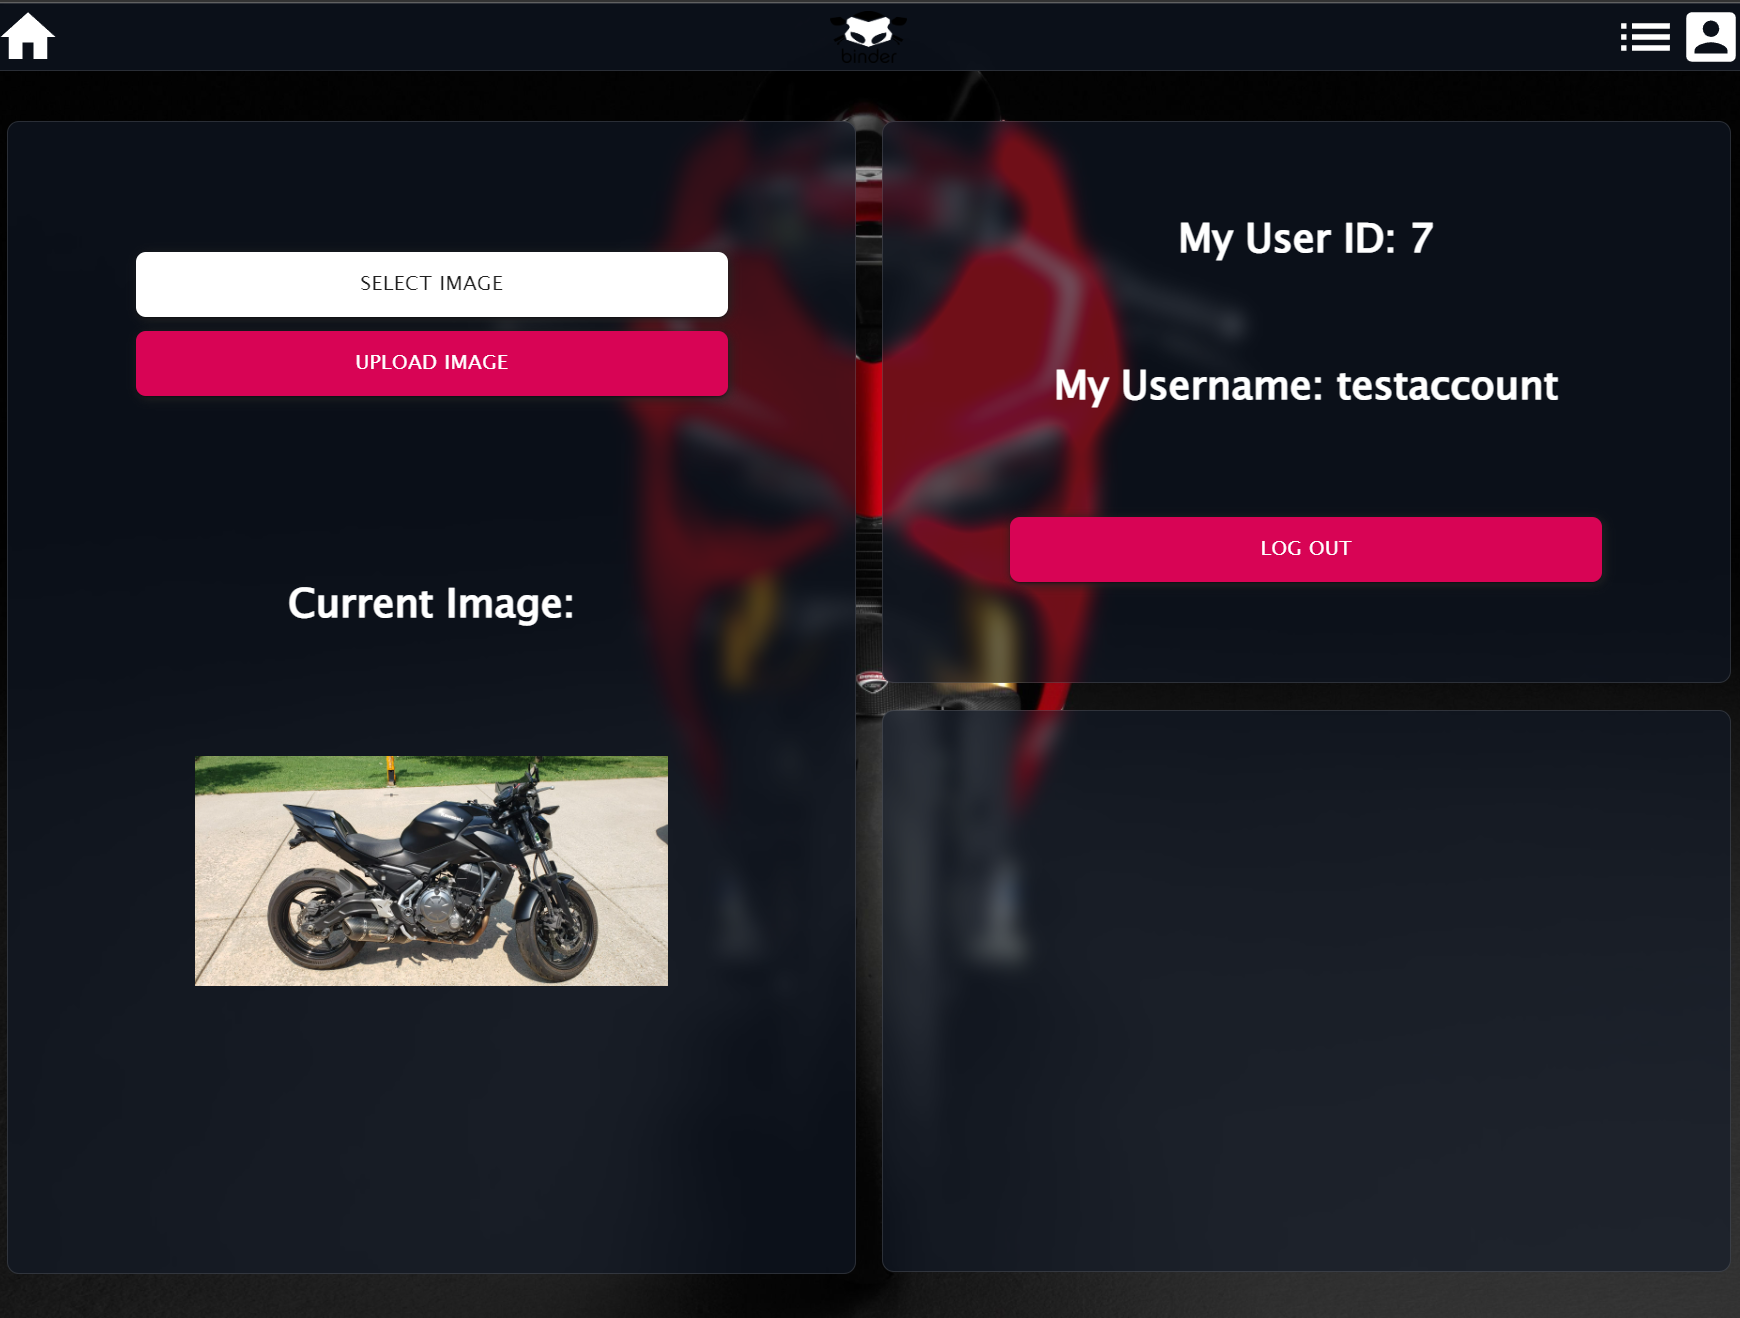 binder
SELECT IMAGE
UPLOAD IMAGE
Current Image:
My User ID: 7
My Username: testaccount
LOG OUT